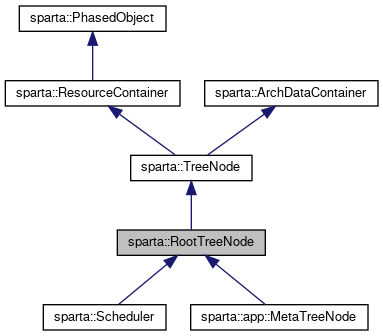 sparta::PhasedObject
sparta::ResourceContainer
sparta::ArchDataContainer
sparta::TreeNode
sparta::RootTreeNode
sparta::Scheduler
sparta::app::MetaTreeNode